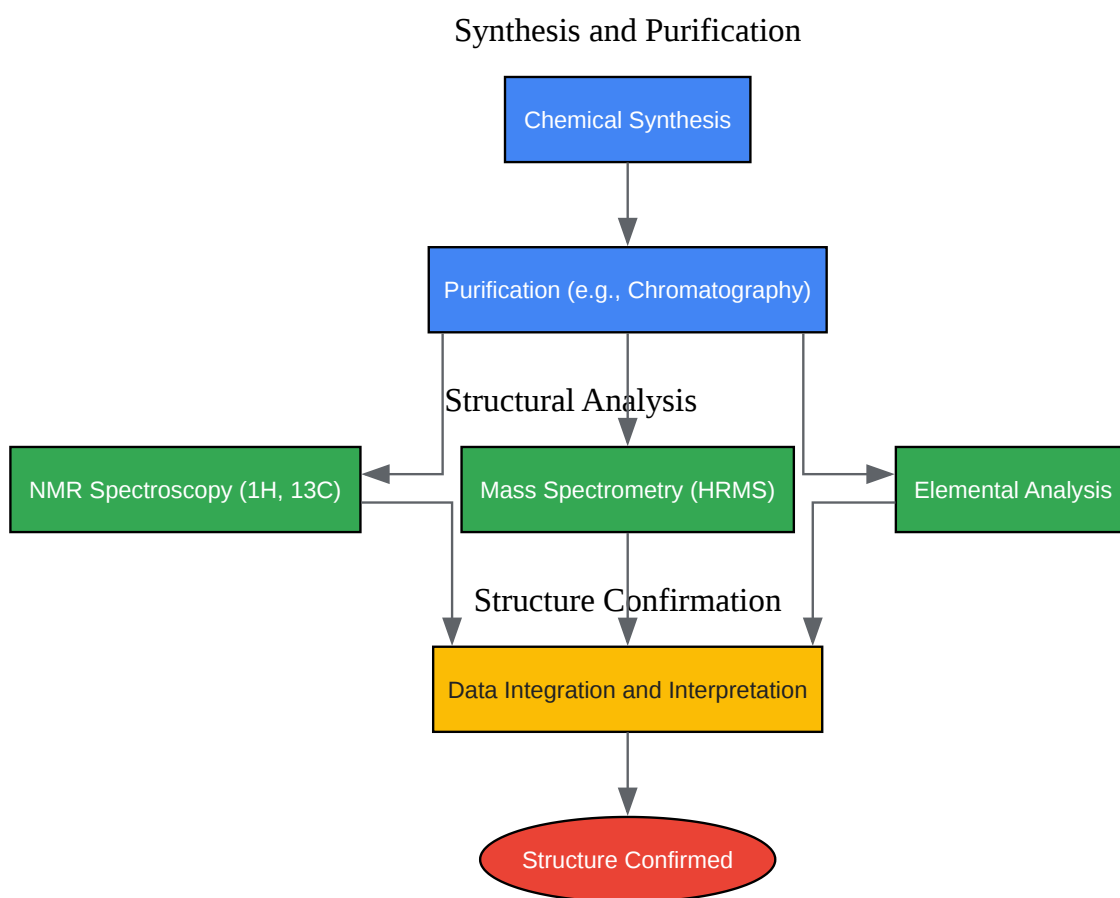 Synthesis and Purification
Chemical Synthesis
Purification (e.g., Chromatography)
Structural Analysis
NMR Spectroscopy (1H, 13C)
Mass Spectrometry (HRMS)
Elemental Analysis
Structure Confirmation
Data Integration and Interpretation
Structure Confirmed